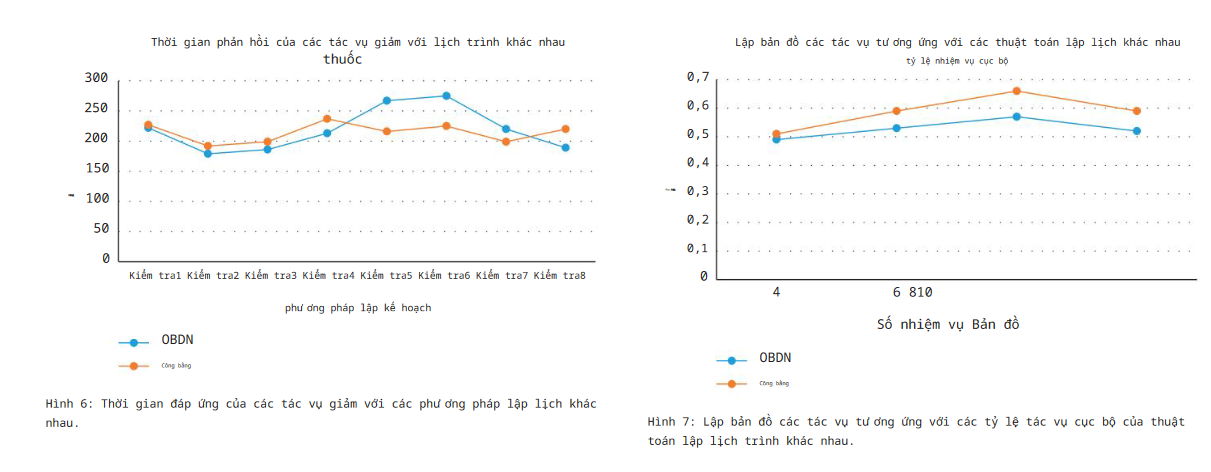 Thời gian phản hồi của các tác vụ giảm với lịch trình khác nhau
thuốc
300
250
200
150
100
50
0
Kiểm tra1 Kiểm tra2 Kiểm tra3 Kiểm tra4 Kiểm tra5 Kiểm tra6 Kiểm tra7 Kiểm tra8
phương pháp lập kế hoạch
OBDN
Công bằng
Hình 6: Thời gian đáp ứng của các tác vụ giảm với các phương pháp lập lịch khác
nhau.
Lập bản đồ các tác vụ tương ứng với các thuật toán lập lịch khác nhau
tỷ lệ nhiệm vụ cục bộ
0,7
0,6
0,5
0,4
0,3
0,2
0,1
0
4 6 810
Số nhiệm vụ Bản đồ
OBDN
Công bằng
Hình 7: Lập bản đồ các tác vụ tương ứng với các tỷ lệ tác vụ cục bộ của thuật
toán lập lịch trình khác nhau.